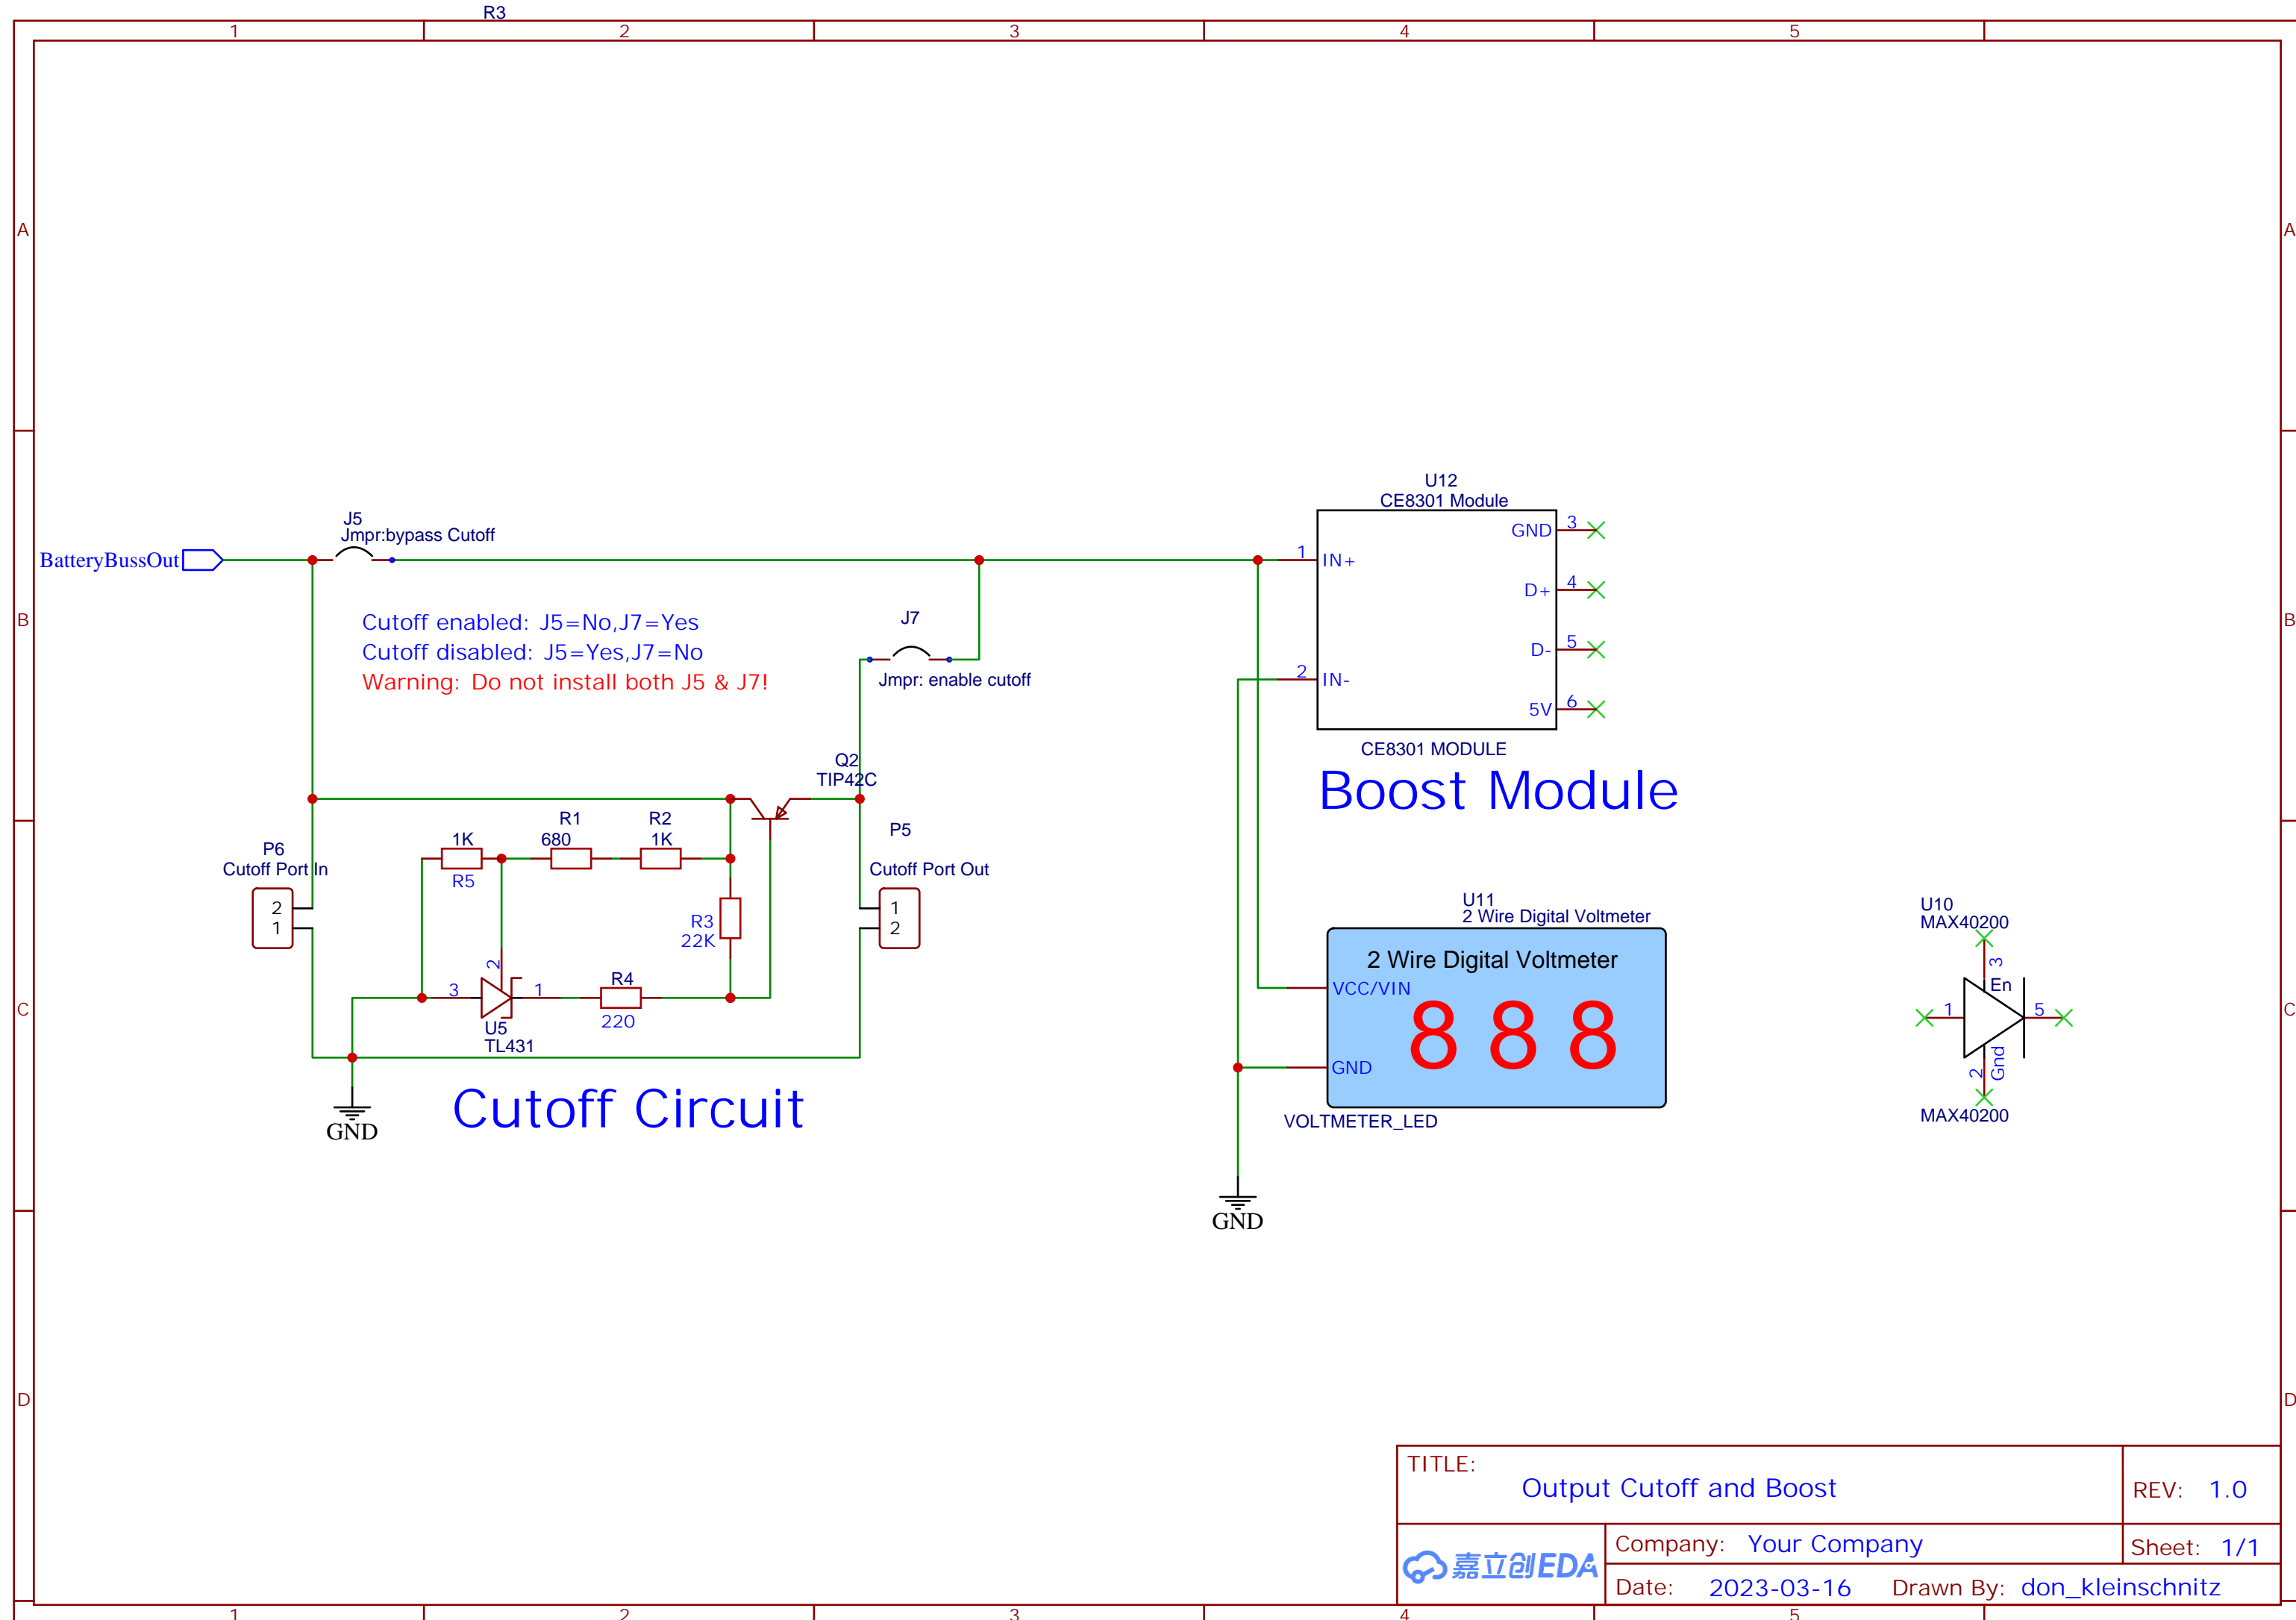 R3
1 2 3 4 5
A A
U12
CE8301 Module
GND 3
J5
Jmpr:bypass Cutoff
BatteryBussOut
1 IN+
D+ 4
J7
B B
Cutoff enabled: J5=No,J7=Yes
Cutoff disabled: J5=Yes,J7=No
Warning: Do not install both J5 & J7!
D- 5
Jmpr: enable cutoff
2 IN-
5V 6
CE8301 MODULE
Boost Module
Q2
TIP42C
R1 R2
1K 680 1K
R5
P5
P6
Cutoff Port In
Cutoff Port Out
2
1
1
2
R3
22K
U11
2 Wire Digital Voltmeter
U10
MAX40200
2 Wire Digital Voltmeter
3
2
R4
En
3 1
VCC/VIN
C C
1 5
U5
TL431
220
8 8 8
GND
2 Gnd
MAX40200
VOLTMETER_LED
Cutoff Circuit
GND
GND
D D
TITLE:
Output Cutoff and Boost
REV: 1.0
嘉立创EDA
Company: Your Company
Sheet: 1/1
Date: 2023-03-16 Drawn By: don_kleinschnitz
1 2 3 4 5